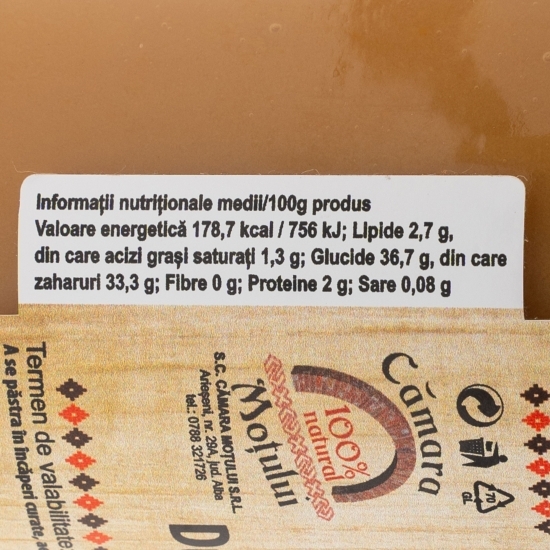 Informații nutriționale medii/100g produs
Valoare energetică 178,7 kcal / 756 kJ; Lipide 2,7 g,
din care acizi grași saturați 1,3 g; Glucide 36,7 g, din care
zaharuri 33,3 g; Fibre 0 g; Proteine 2 g; Sare 0,08 g
Termen de valabilitate
A se păstra în încăperi curate,
S.C. CĂMARA MOȚULUI S.R.L
Arieșeni, nr. 29A, jud. Alba
tel.: 0788 321726
Cămara
Moțului
100%
natural
70
GL
D